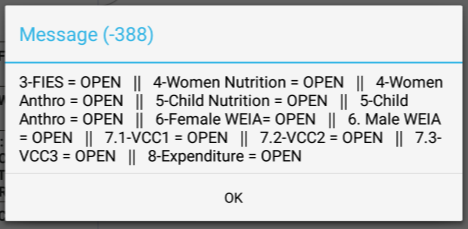 Message (-388)
3-FIES = OPEN || 4-Women Nutrition = OPEN || 4-Women
Anthro = OPEN || 5-Child Nutrition = OPEN || 5-Child
Anthro = OPEN || 6-Female WEIA= OPEN || 6. Male WEIA
= OPEN || 7.1-VCC1 = OPEN || 7.2-VCC2 = OPEN || 7.3-
VCC3 = OPEN || 8-Expenditure = OPEN
OK